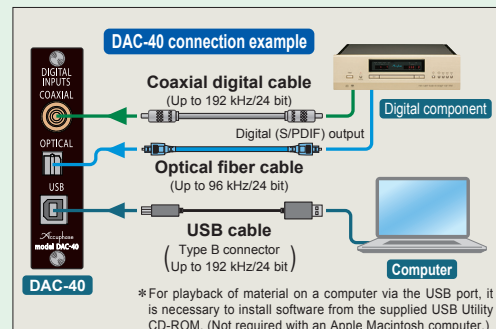 DAC-40 connection example
DIGITAL
INPUTS
COAXIAL
Coaxial digital cable
(Up to 192 kHz/24 bit)
Digital component
Digital (S/PDIF) output
OPTICAL
Optical fiber cable
(Up to 96 kHz/24 bit)
USB
USB cable
(Type B connector
Up to 192 kHz/24 bit)
Accuphase
model DAC-40
DAC-40
Computer
*For playback of material on a computer via the USB port, it
is necessary to install software from the supplied USB Utility
CD-ROM. (Not required with an Apple Macintosh computer.)